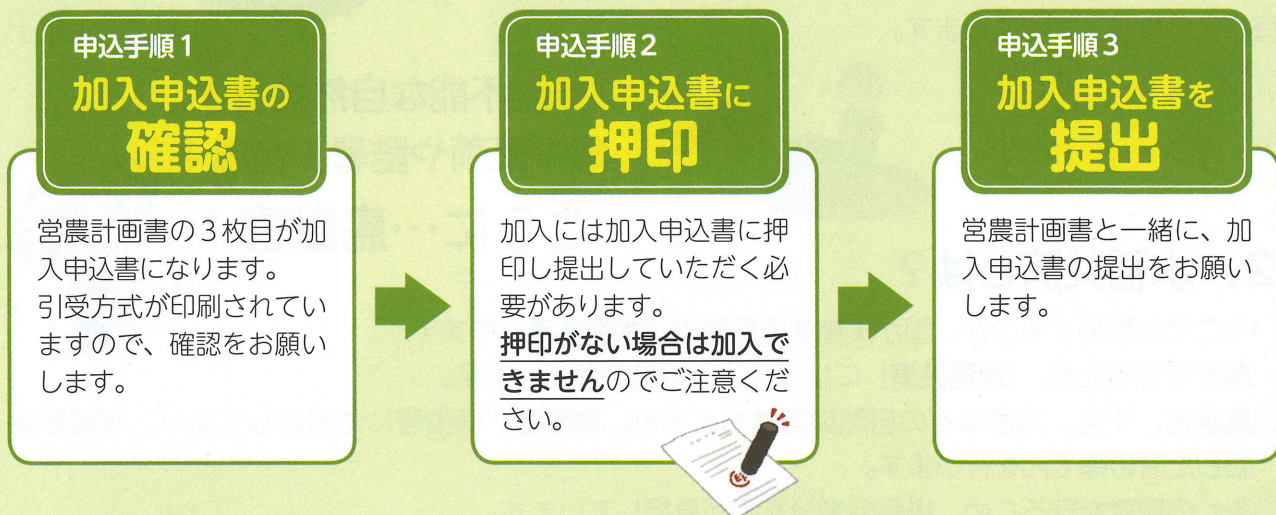 申込手順1
加入申込書の
確認
営農計画書の3枚目が加
入申込書になります。
引受方式が印刷されてい
ますので、確認をお願い
します。
申込手順2
加入申込書に
押印
加入には加入申込書に押
印し提出していただく必
要があります。
押印がない場合は加入で
きませんのでご注意くだ
さい。
申込手順3
加入申込書を
提出
営農計画書と一緒に、加
入申込書の提出をお願い
します。